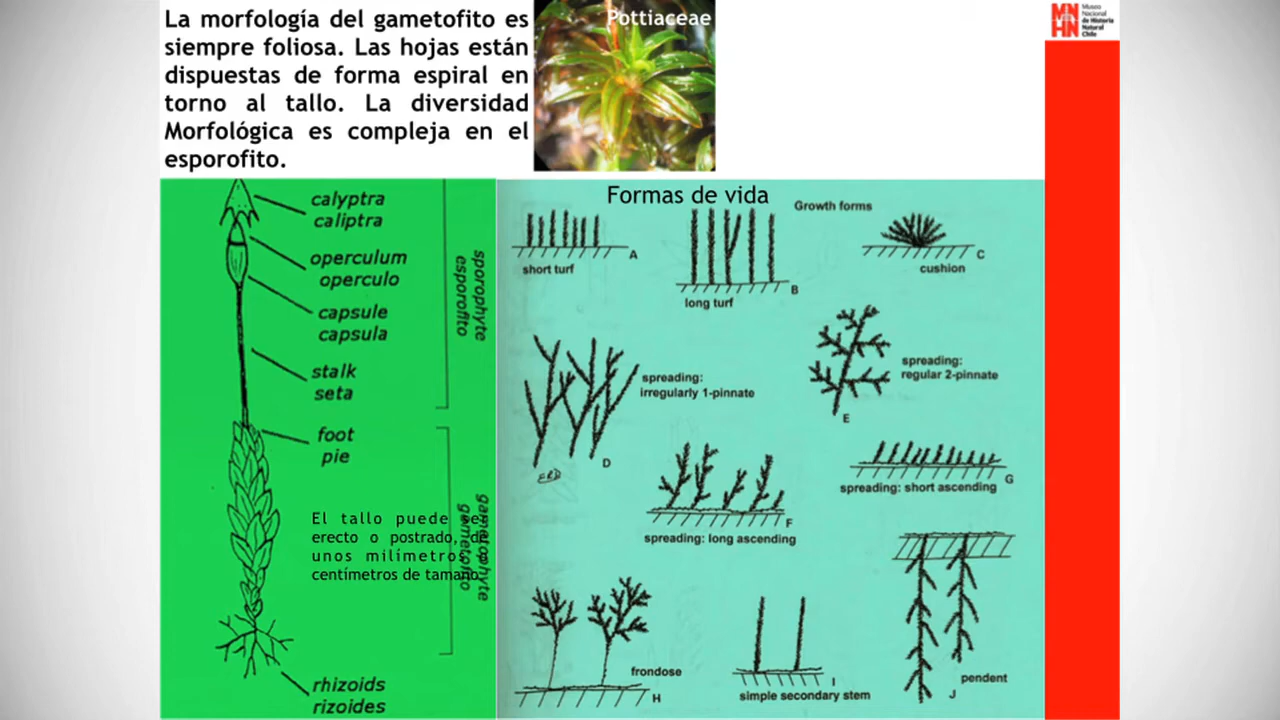 La morfología del gametofito es
siempre foliosa. Las hojas están
dispuestas de forma espiral en
torno al tallo. La diversidad
Morfológica es compleja en el
esporofito.
Pottiaceae
Museo
Nacional
de Historia
Natural
Chile
calyptra
caliptra
operculum
operculo
capsule
capsula
stalk
seta
foot
pie
rhizoids
rizoides
sporophyte
esporofito
gametophyte
gametofito
El tallo puede ser
erecto o postrado, de
unos milímetros o
centímetros de tamaño.
Formas de vida
Growth forms
A
short turf
B
long turf
C
cushion
spreading:
irregularly 1-pinnate
D
spreading:
regular 2-pinnate
E
F
spreading: long ascending
G
spreading: short ascending
frondose
H
I
simple secondary stem
pendent
J